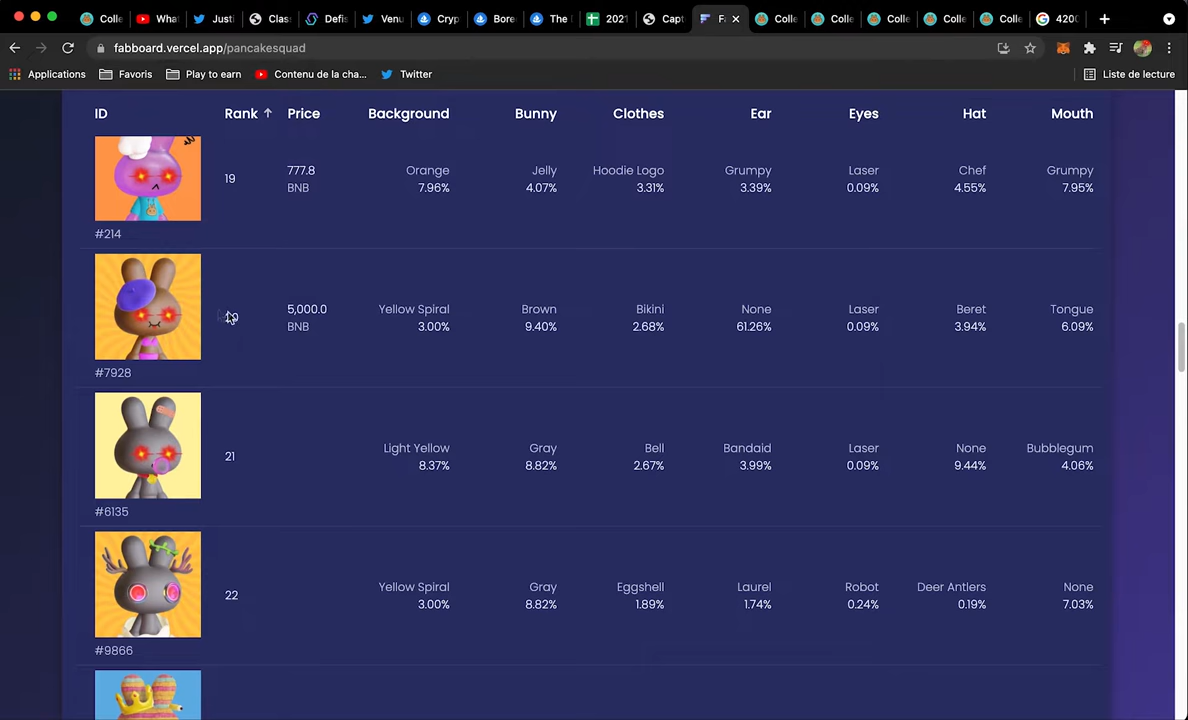 Colle
What
Justi
Class
Defis
Venu
Cryp
Bore
The
2021
Capt
F
Colle
Colle
Colle
Colle
Colle
420
fabboard.vercel.app/pancakesquad
Applications
Favoris
Play to earn
Contenu de la cha...
Twitter
Liste de lecture
ID
Rank ↑
Price
Background
Bunny
Clothes
Ear
Eyes
Hat
Mouth
19
777.8
BNB
Orange
7.96%
Jelly
4.07%
Hoodie Logo
3.31%
Grumpy
3.39%
Laser
0.09%
Chef
4.55%
Grumpy
7.95%
#214
5,000.0
BNB
Yellow Spiral
3.00%
Brown
9.40%
Bikini
2.68%
None
61.26%
Laser
0.09%
Beret
3.94%
Tongue
6.09%
#7928
21
Light Yellow
8.37%
Gray
8.82%
Bell
2.67%
Bandaid
3.99%
Laser
0.09%
None
9.44%
Bubblegum
4.06%
#6135
22
Yellow Spiral
3.00%
Gray
8.82%
Eggshell
1.89%
Laurel
1.74%
Robot
0.24%
Deer Antlers
0.19%
None
7.03%
#9866